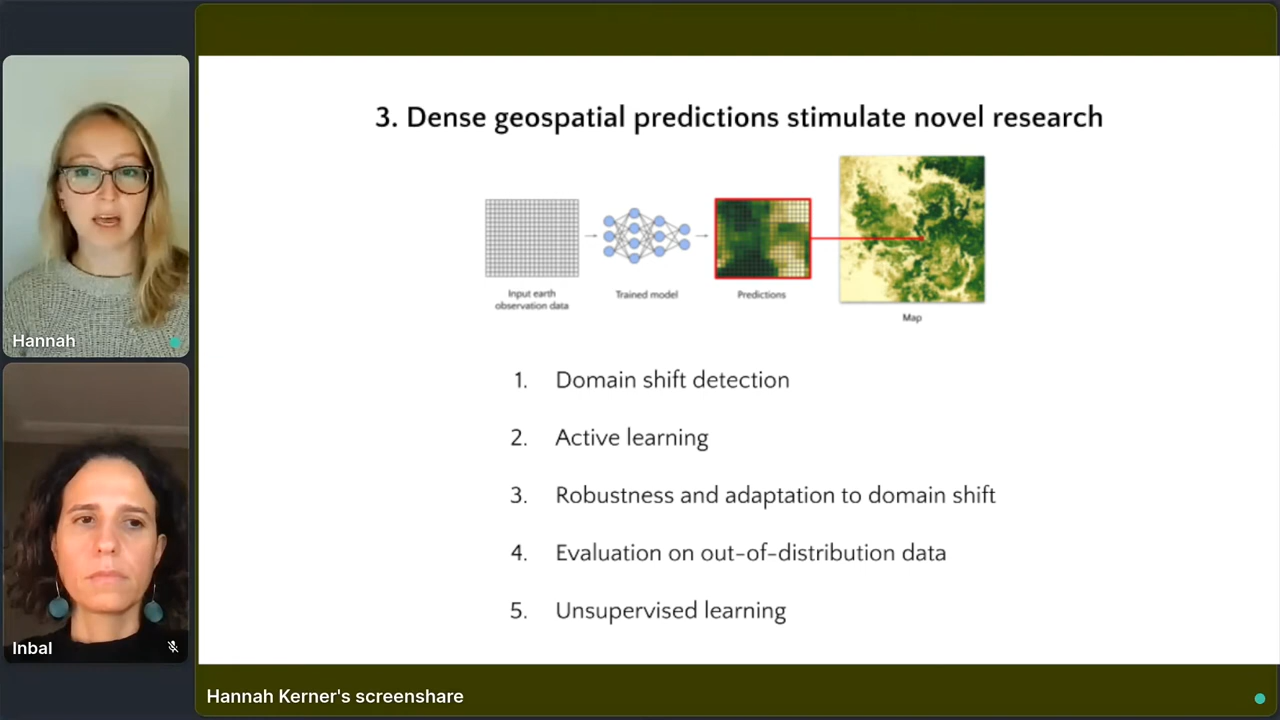 3. Dense geospatial predictions stimulate novel research
Input earth
observation data
Trained model
Predictions
Map
1. Domain shift detection
2. Active learning
3. Robustness and adaptation to domain shift
4. Evaluation on out-of-distribution data
5. Unsupervised learning
Hannah
Inbal
Hannah Kerner's screenshare